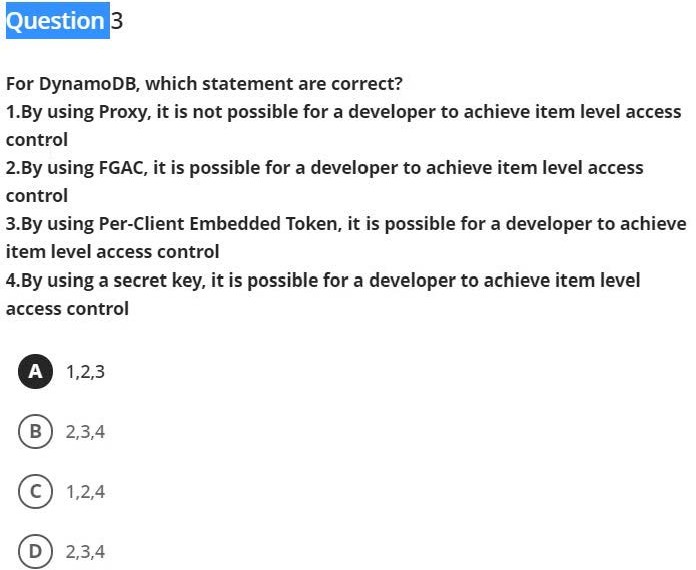 Question 3
For DynamoDB, which statement are correct?
1.By using Proxy, it is not possible for a developer to achieve item level access
control
2.By using FGAC, it is possible for a developer to achieve item level access
control
3.By using Per-Client Embedded Token, it is possible for a developer to achieve
item level access control
4.By using a secret key, it is possible for a developer to achieve item level
access control
A 1,2,3
B 2,3,4
C 1,2,4
D 2,3,4